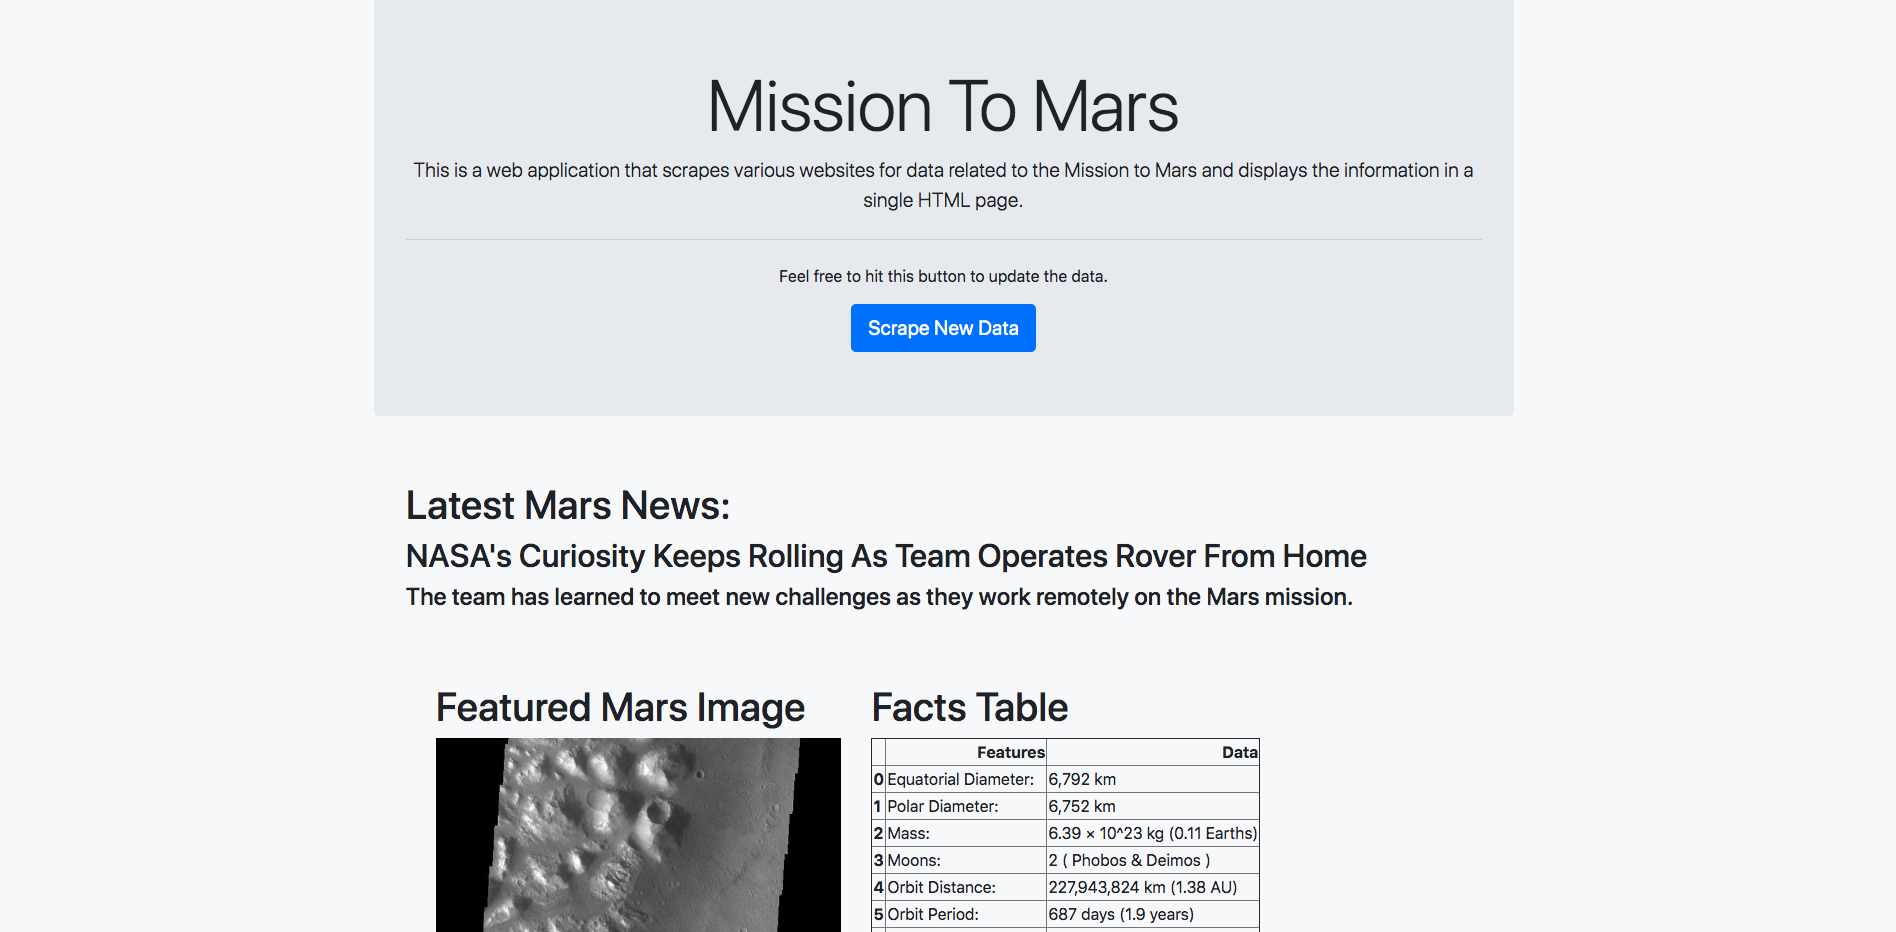 Mission To Mars
This is a web application that scrapes various websites for data related to the Mission to Mars and displays the information in a
single HTML page.
Feel free to hit this button to update the data.
Scrape New Data
Latest Mars News:
NASA's Curiosity Keeps Rolling As Team Operates Rover From Home
The team has learned to meet new challenges as they work remotely on the Mars mission.
Featured Mars Image
Facts Table
Features Data
0 Equatorial Diameter: 6,792 km
1 Polar Diameter: 6,752 km
2 Mass: 6.39 × 10^23 kg (0.11 Earths)
3 Moons: 2 ( Phobos & Deimos )
4 Orbit Distance: 227,943,824 km (1.38 AU)
5 Orbit Period: 687 days (1.9 years)